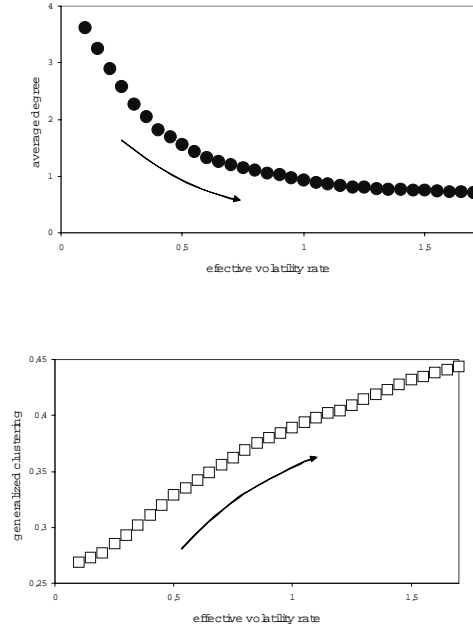 4
3
2
1
0
average degree
0 0,5 1 1,5
efective volatility rate
0,45
0,4
0,35
0,3
0,25
generalized clustering
0 0,5 1 1,5
effective volatility rate